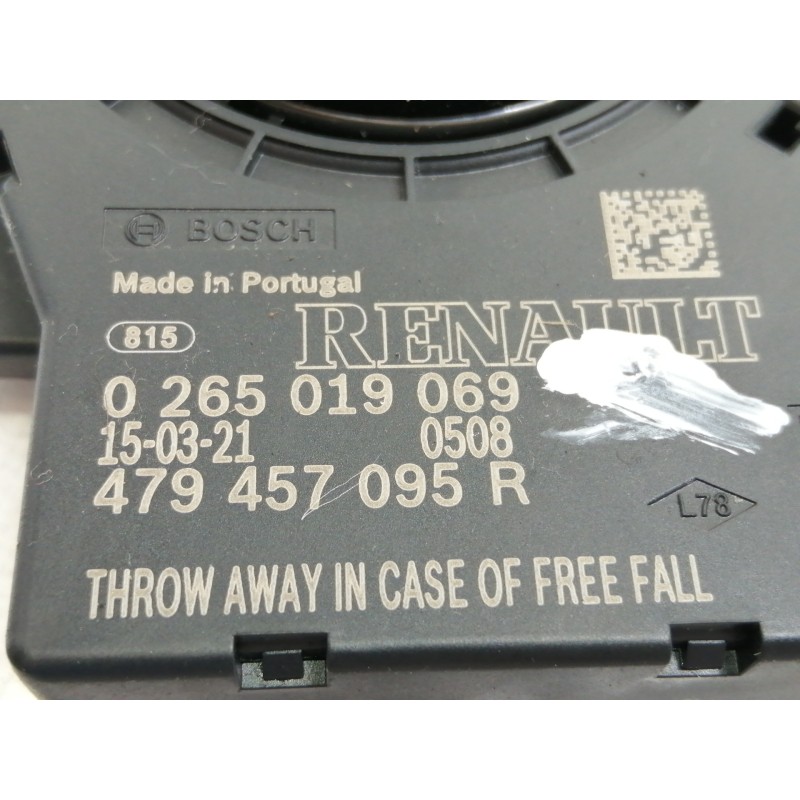 BOSCH
Made in Portugal
815
RENAULT
0 265 019 069
15-03-21 0508
479 457 095 R
L78
THROW AWAY IN CASE OF FREE FALL